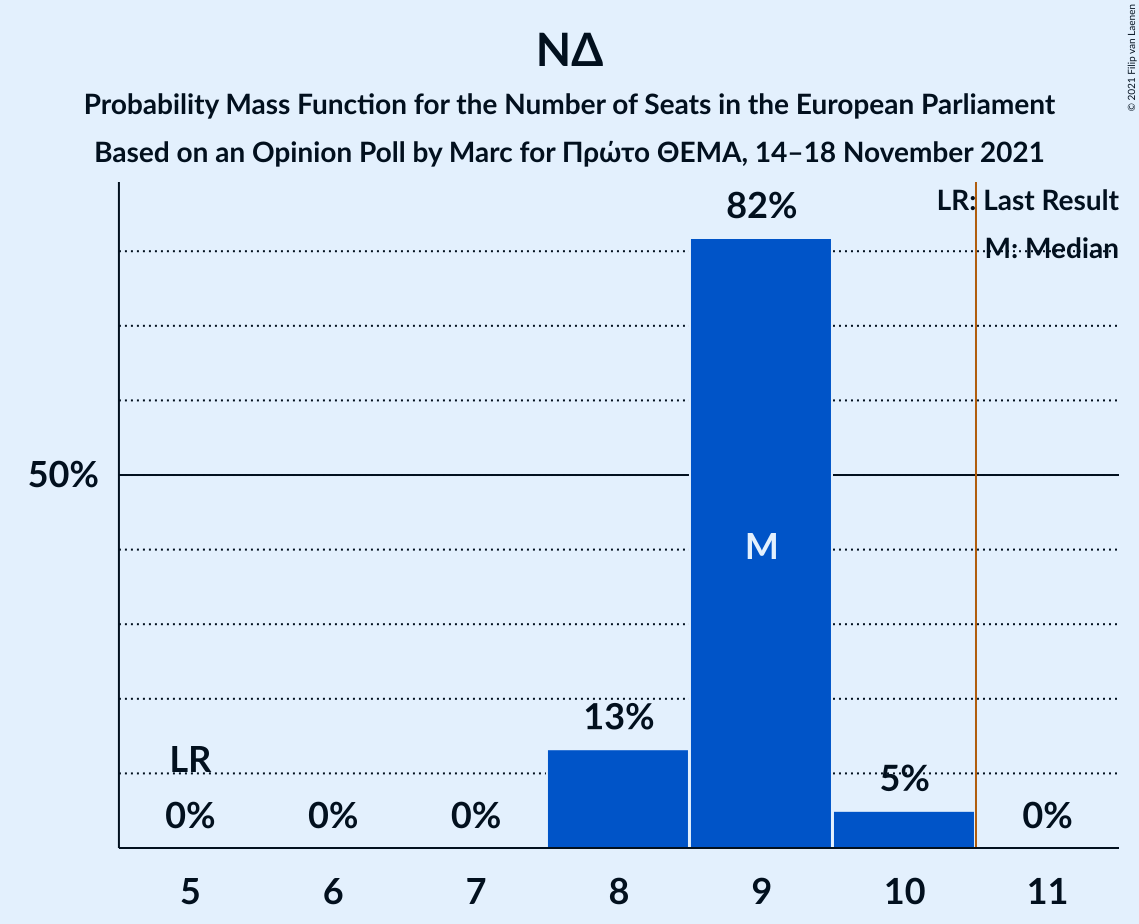 © 2021 Filip van Laenen
ΝΔ
Probability Mass Function for the Number of Seats in the European Parliament
Based on an Opinion Poll by Marc for Πρώτο ΘΕΜΑ, 14–18 November 2021
LR: Last Result
M: Median
82%
50%
M
13%
LR
5%
0% 0% 0% 0%
5 6 7 8 9 10 11